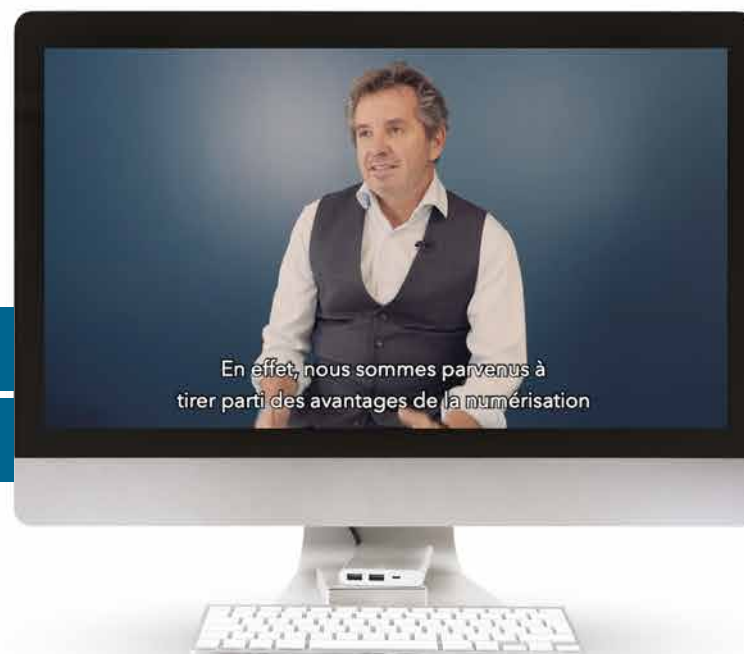 En effet, nous sommes parvenus à
tirer parti des avantages de la numérisation